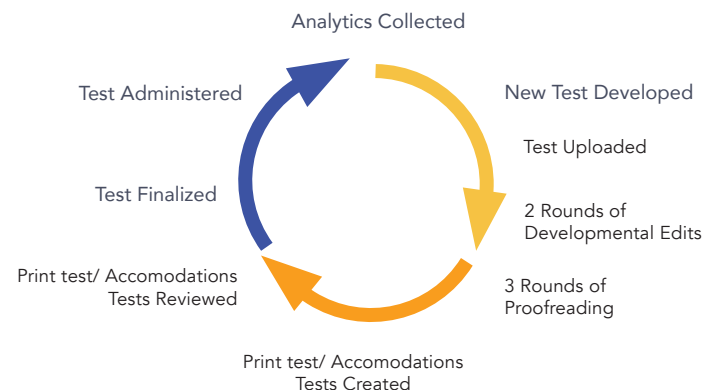 Analytics Collected
New Test Developed
Test Uploaded
2 Rounds of
Developmental Edits
3 Rounds of
Proofreading
Print test/ Accomodations
Tests Created
Print test/ Accomodations
Tests Reviewed
Test Finalized
Test Administered